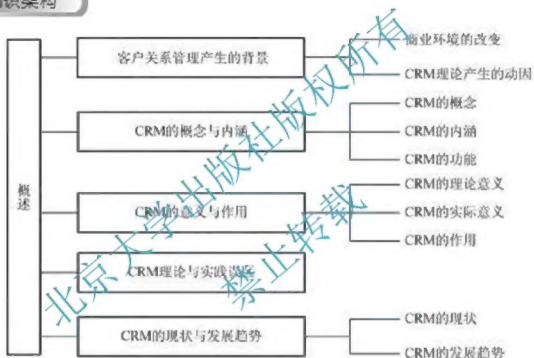 识架构
概述
客户关系管理产生的背景
商业环境的改变
CRM理论产生的动因
CRM的概念与内涵
CRM的概念
CRM的内涵
CRM的功能
CRM的意义与作用
CRM的理论意义
CRM的实际意义
CRM的作用
CRM理论与实践误区
CRM的现状与发展趋势
CRM的现状
CRM的发展趋势
北京大学出版社版权所有
禁止转载